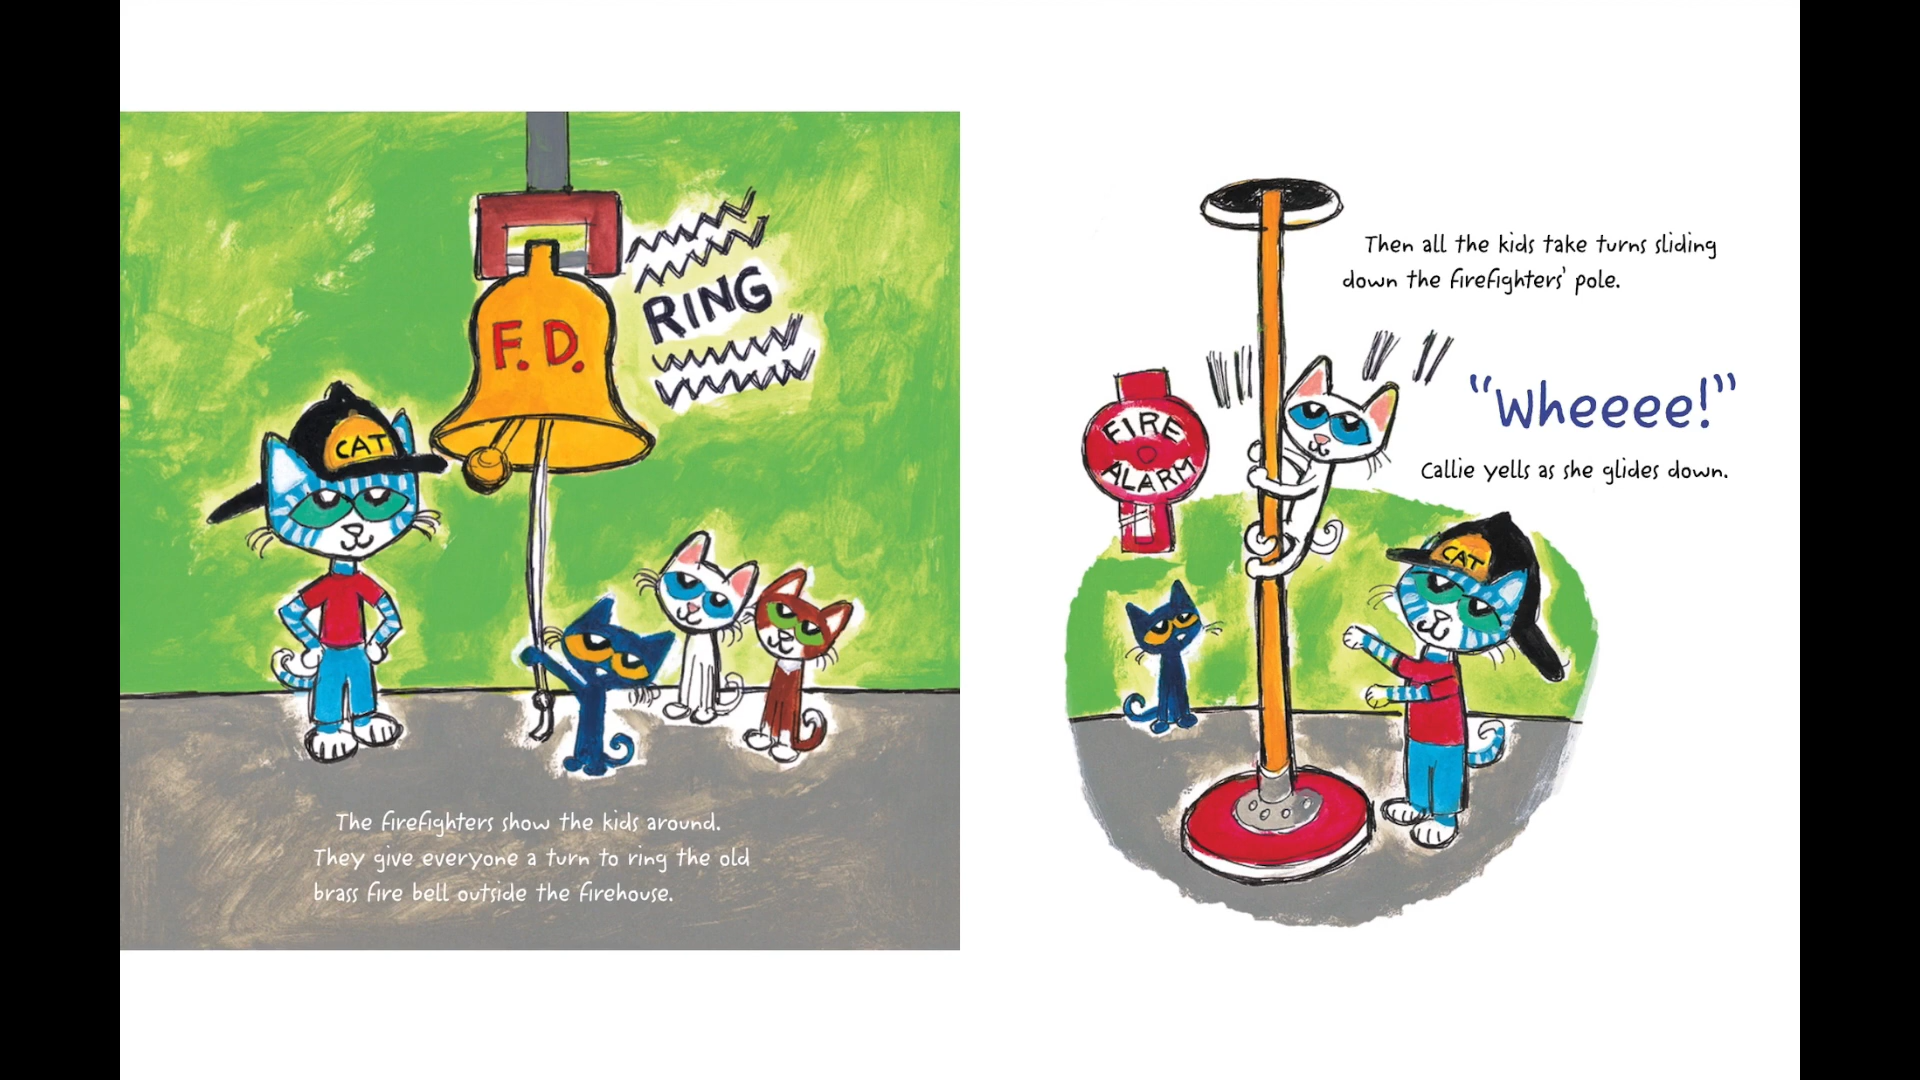 F. D.
RING
CAT
The firefighters show the kids around.
They give everyone a turn to ring the old
brass fire bell outside the firehouse.
Then all the kids take turns sliding
down the firefighters' pole.
FIRE
ALARM
“Wheeee!”
Callie yells as she glides down.
CAT